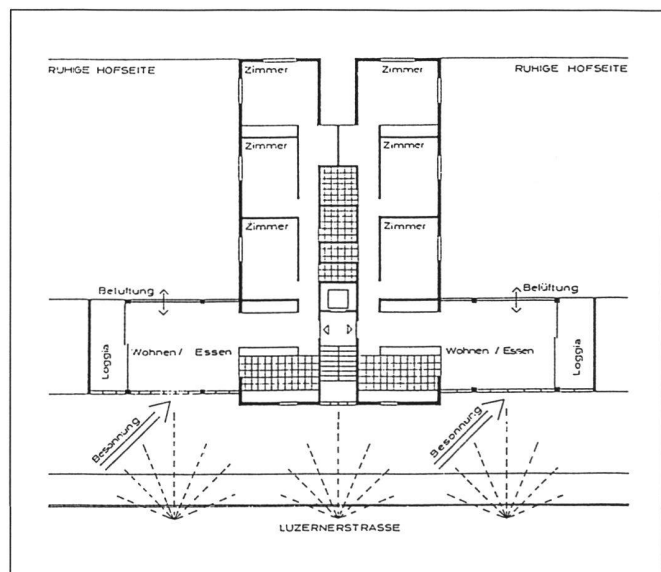 RUHIGE HOFSEITE
Zimmer
Zimmer
RUHIGE HOFSEITE
Zimmer
Zimmer
Zimmer
Zimmer
Belüftung
Belüftung
Loggia
Wohnen / Essen
Wohnen / Essen
Loggia
Besonnung
Besonnung
LUZERNERSTRASSE